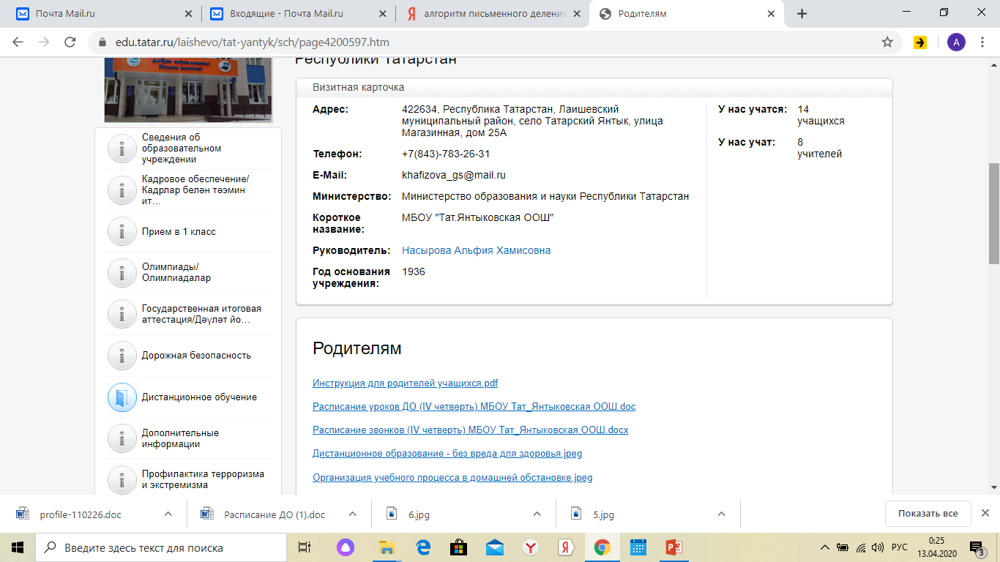 Почта Mail.ru
Входящие - Почта Mail.ru
алгоритм письменного деления
Родителям
edu.tatar.ru/laishevo/tat-yantyk/sch/page4200597.htm
A
Республики Татарстан
Визитная карточка
Адрес:
422634, Республика Татарстан, Лаишевский
муниципальный район, село Татарский Янтык, улица
Магазинная, дом 25А
Телефон:
+7(843)-783-26-31
E-Mail:
khafizova_gs@mail.ru
Министерство:
Министерство образования и науки Республики Татарстан
Короткое
название:
МБОУ "Тат.Янтыковская ООШ"
Руководитель:
Насырова Альфия Хамисовна
Год основания
учреждения:
1936
У нас учатся:
14
учащихся
У нас учат:
8
учителей
Сведения об
образовательном
учреждении
Кадровое обеспечение/
Кадрлар белән тәэмин
ит...
Прием в 1 класс
Олимпиады/
Олимпиадалар
Государственная итоговая
аттестация/Дәүләт йо...
Дорожная безопасность
Дистанционное обучение
Дополнительные
информации
Профилактика терроризма
и экстремизма
Родителям
Инструкция для родителей учащихся.pdf
Расписание уроков ДО (IV четверть) МБОУ Тат_Янтыковская ООШ.doc
Расписание звонков (IV четверть) МБОУ Тат_Янтыковская ООШ.docx
Дистанционное образование - без вреда для здоровья.jpeg
Организация учебного процесса в домашней обстановке.jpeg
profile-110226.doc
Расписание ДО (1).doc
6.jpg
5.jpg
Показать все
Введите здесь текст для поиска
РУС
0:25
13.04.2020
3